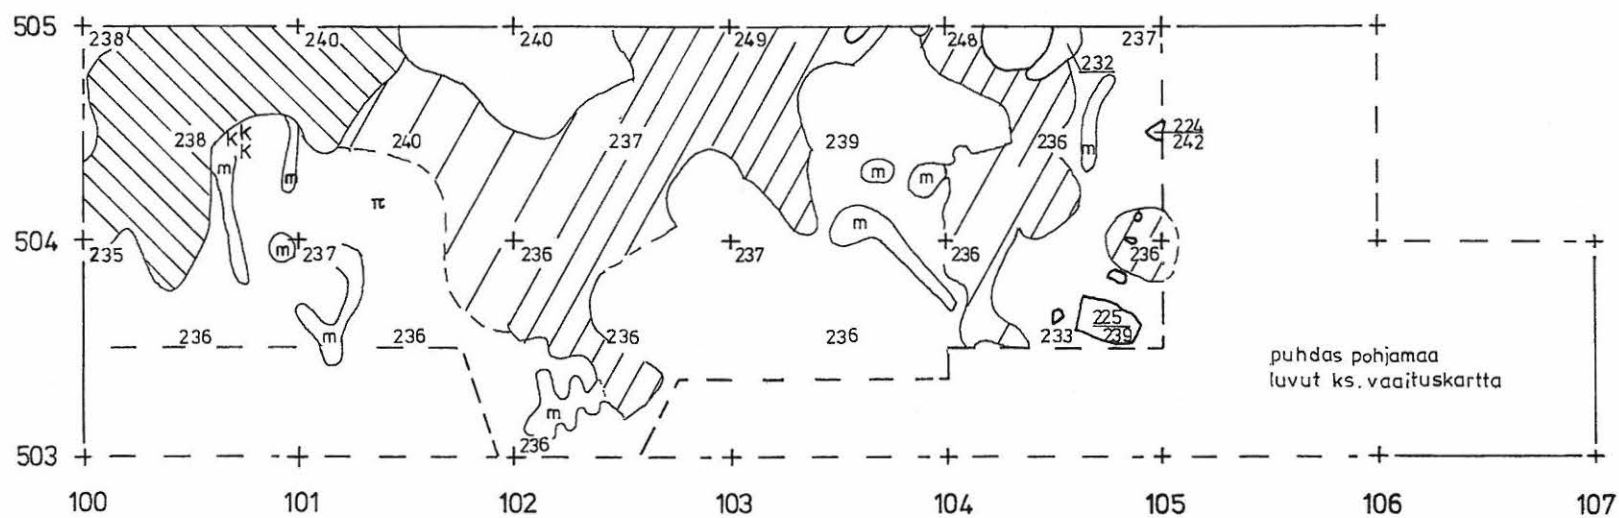 505
238 240 240 249 248 237
232
238 K K K 240 237 239 236 224
242
m m m m m
π
m
504
235 m 237 236 237 236 236
225
236 m 236 236 236 233 239
puhdas pohjamaa
luvut ks. vaaituskartta
m
236
503
100 101 102 103 104 105 106 107